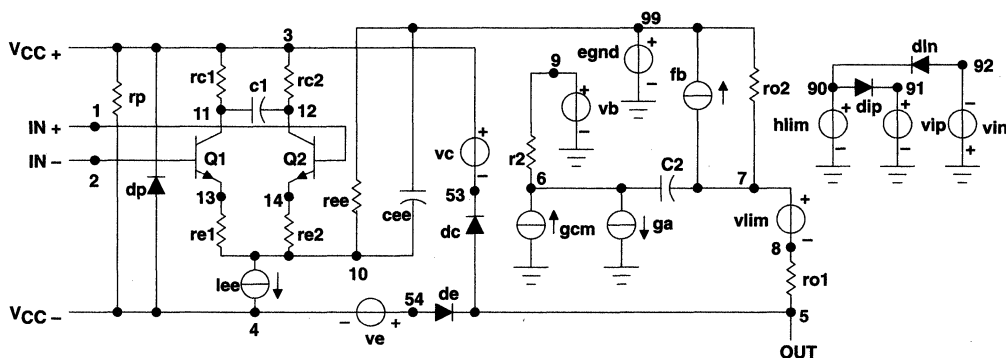 99
VCC +
3
egnd
+
−
fb
dln
92
9
rp
rc1
c1
rc2
+
vb
−
ro2
90
dip
91
1
11
12
+
hlim
−
+
vip
−
−
vin
+
IN +
IN −
2
Q1
Q2
vc
+
−
r2
C2
dp
13
14
ree
cee
53
6
7
re1
re2
dc
gcm
ga
vlim
+
−
8
10
lee
ro1
54
de
VCC −
4
−
ve
+
5
OUT